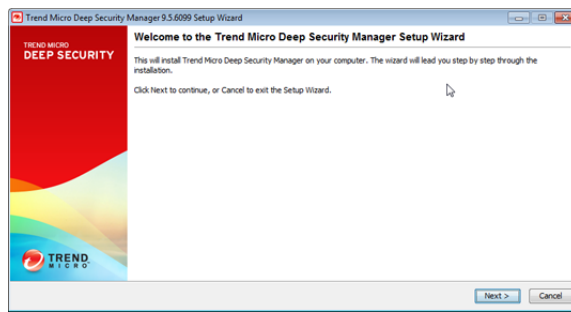 Trend Micro Deep Security Manager 9.5.6099 Setup Wizard
TREND MICRO
DEEP SECURITY
Welcome to the Trend Micro Deep Security Manager Setup Wizard
This will install Trend Micro Deep Security Manager on your computer. The wizard will lead you step by step through the
installation.
Click Next to continue, or Cancel to exit the Setup Wizard.
TREND
MICRO
Next >
Cancel